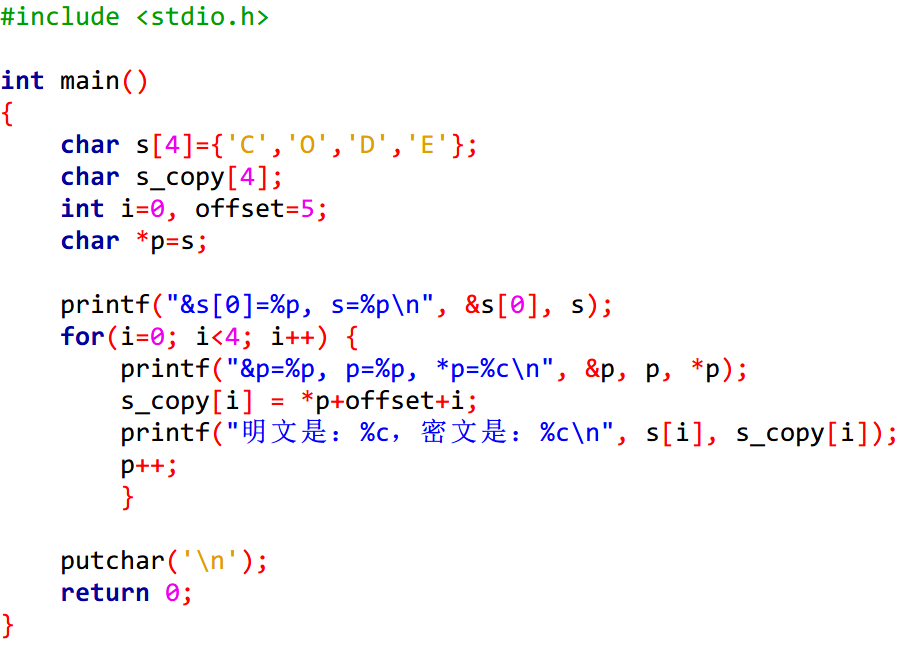 #include <stdio.h>
int main()
{
char s[4]={'C','O','D','E'};
char s_copy[4];
int i=0, offset=5;
char *p=s;
printf("&s[0]=%p, s=%p\n", &s[0], s);
for(i=0; i<4; i++) {
printf("&p=%p, p=%p, *p=%c\n", &p, p, *p);
s_copy[i] = *p+offset+i;
printf("明文是：%c，密文是：%c\n", s[i], s_copy[i]);
p++;
}
putchar('\n');
return 0;
}